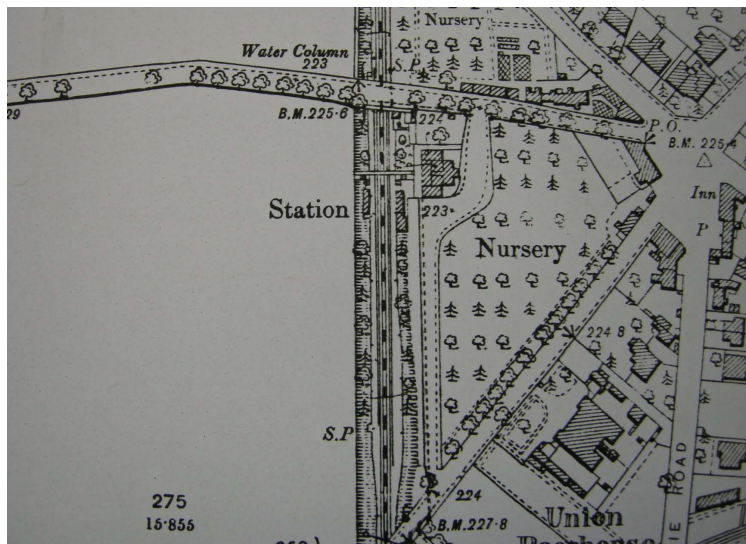 Nursery
Water Column
223
S.P.
29
B.M. 225·6
224
P.O.
B.M. 225·4
Inn
Station
223
P
Nursery
224 8
S.P
275
15·855
224
B.M. 227·8
Union
ROAD